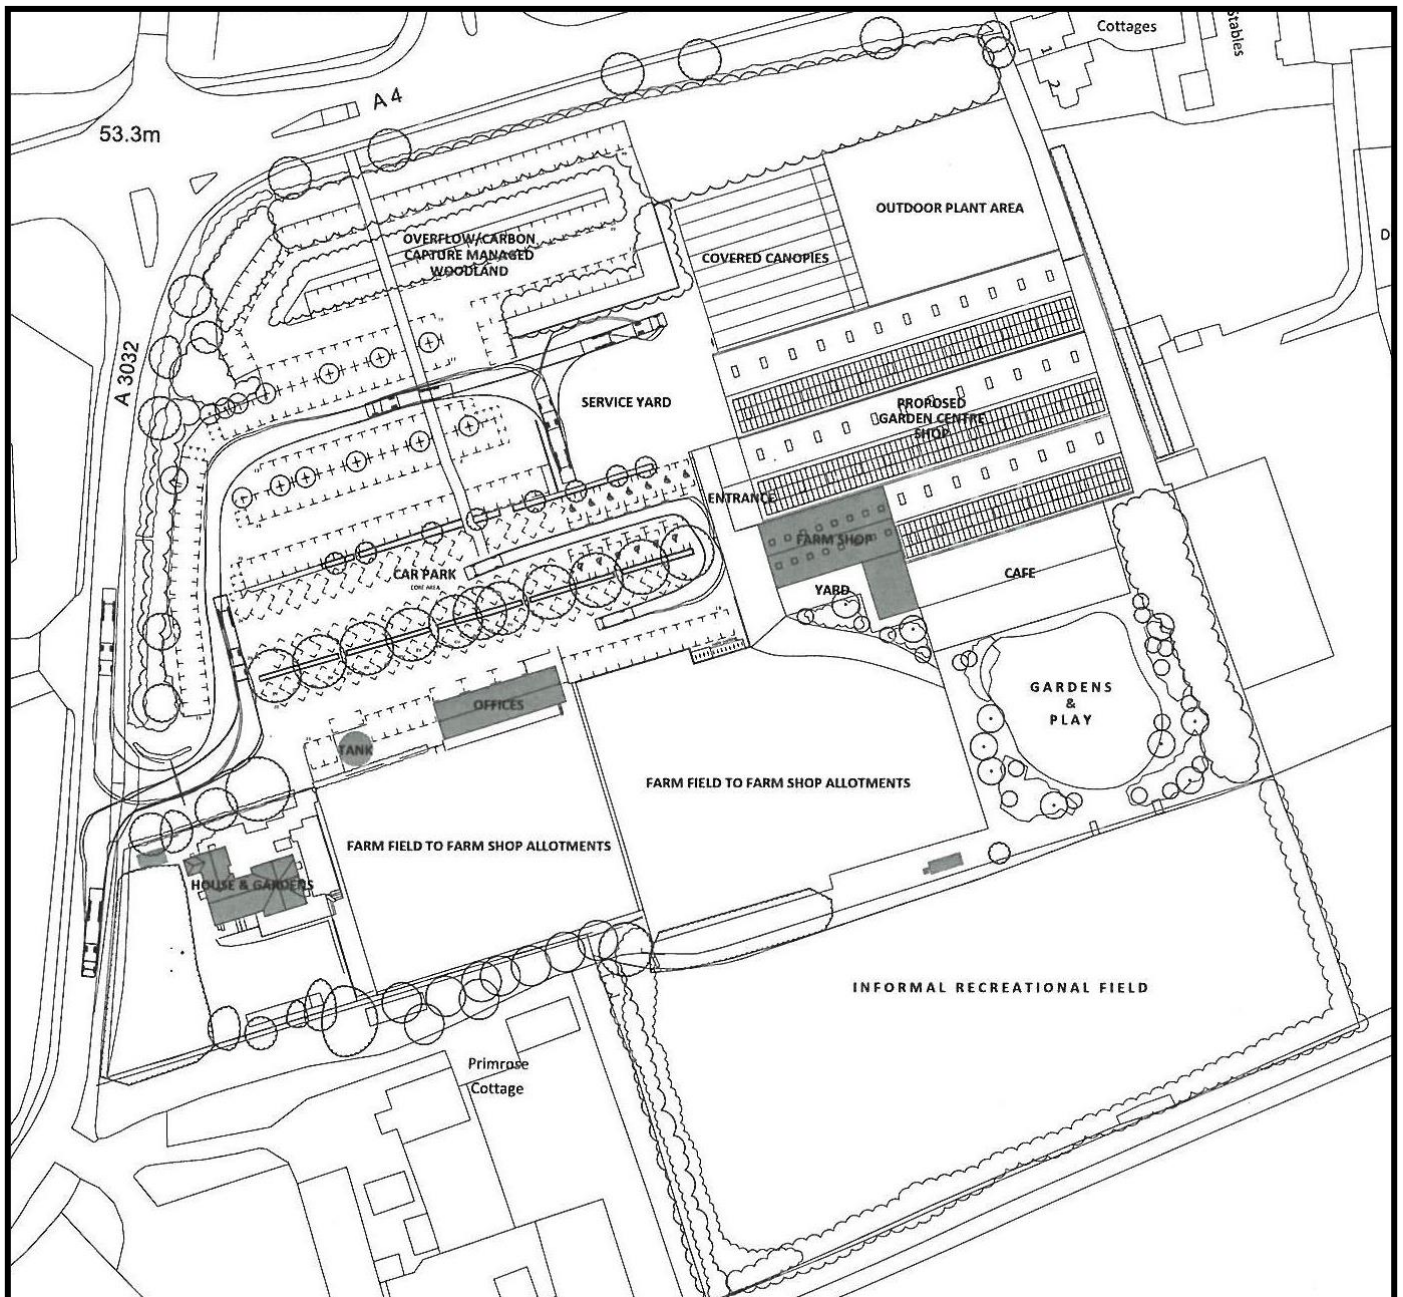 Cottages
Stables
1
2
A 4
53.3m
OUTDOOR PLANT AREA
D
OVERFLOW/CARBON
CAPTURE MANAGED
WOODLAND
COVERED CANOPIES
A 3032
SERVICE YARD
PROPOSED
GARDEN CENTRE
SHOP
ENTRANCE
FARM SHOP
CAR PARK
CAFE
YARD
GARDENS
&
PLAY
OFFICES
TANK
FARM FIELD TO FARM SHOP ALLOTMENTS
FARM FIELD TO FARM SHOP ALLOTMENTS
HOUSE & GARDENS
INFORMAL RECREATIONAL FIELD
Primrose
Cottage